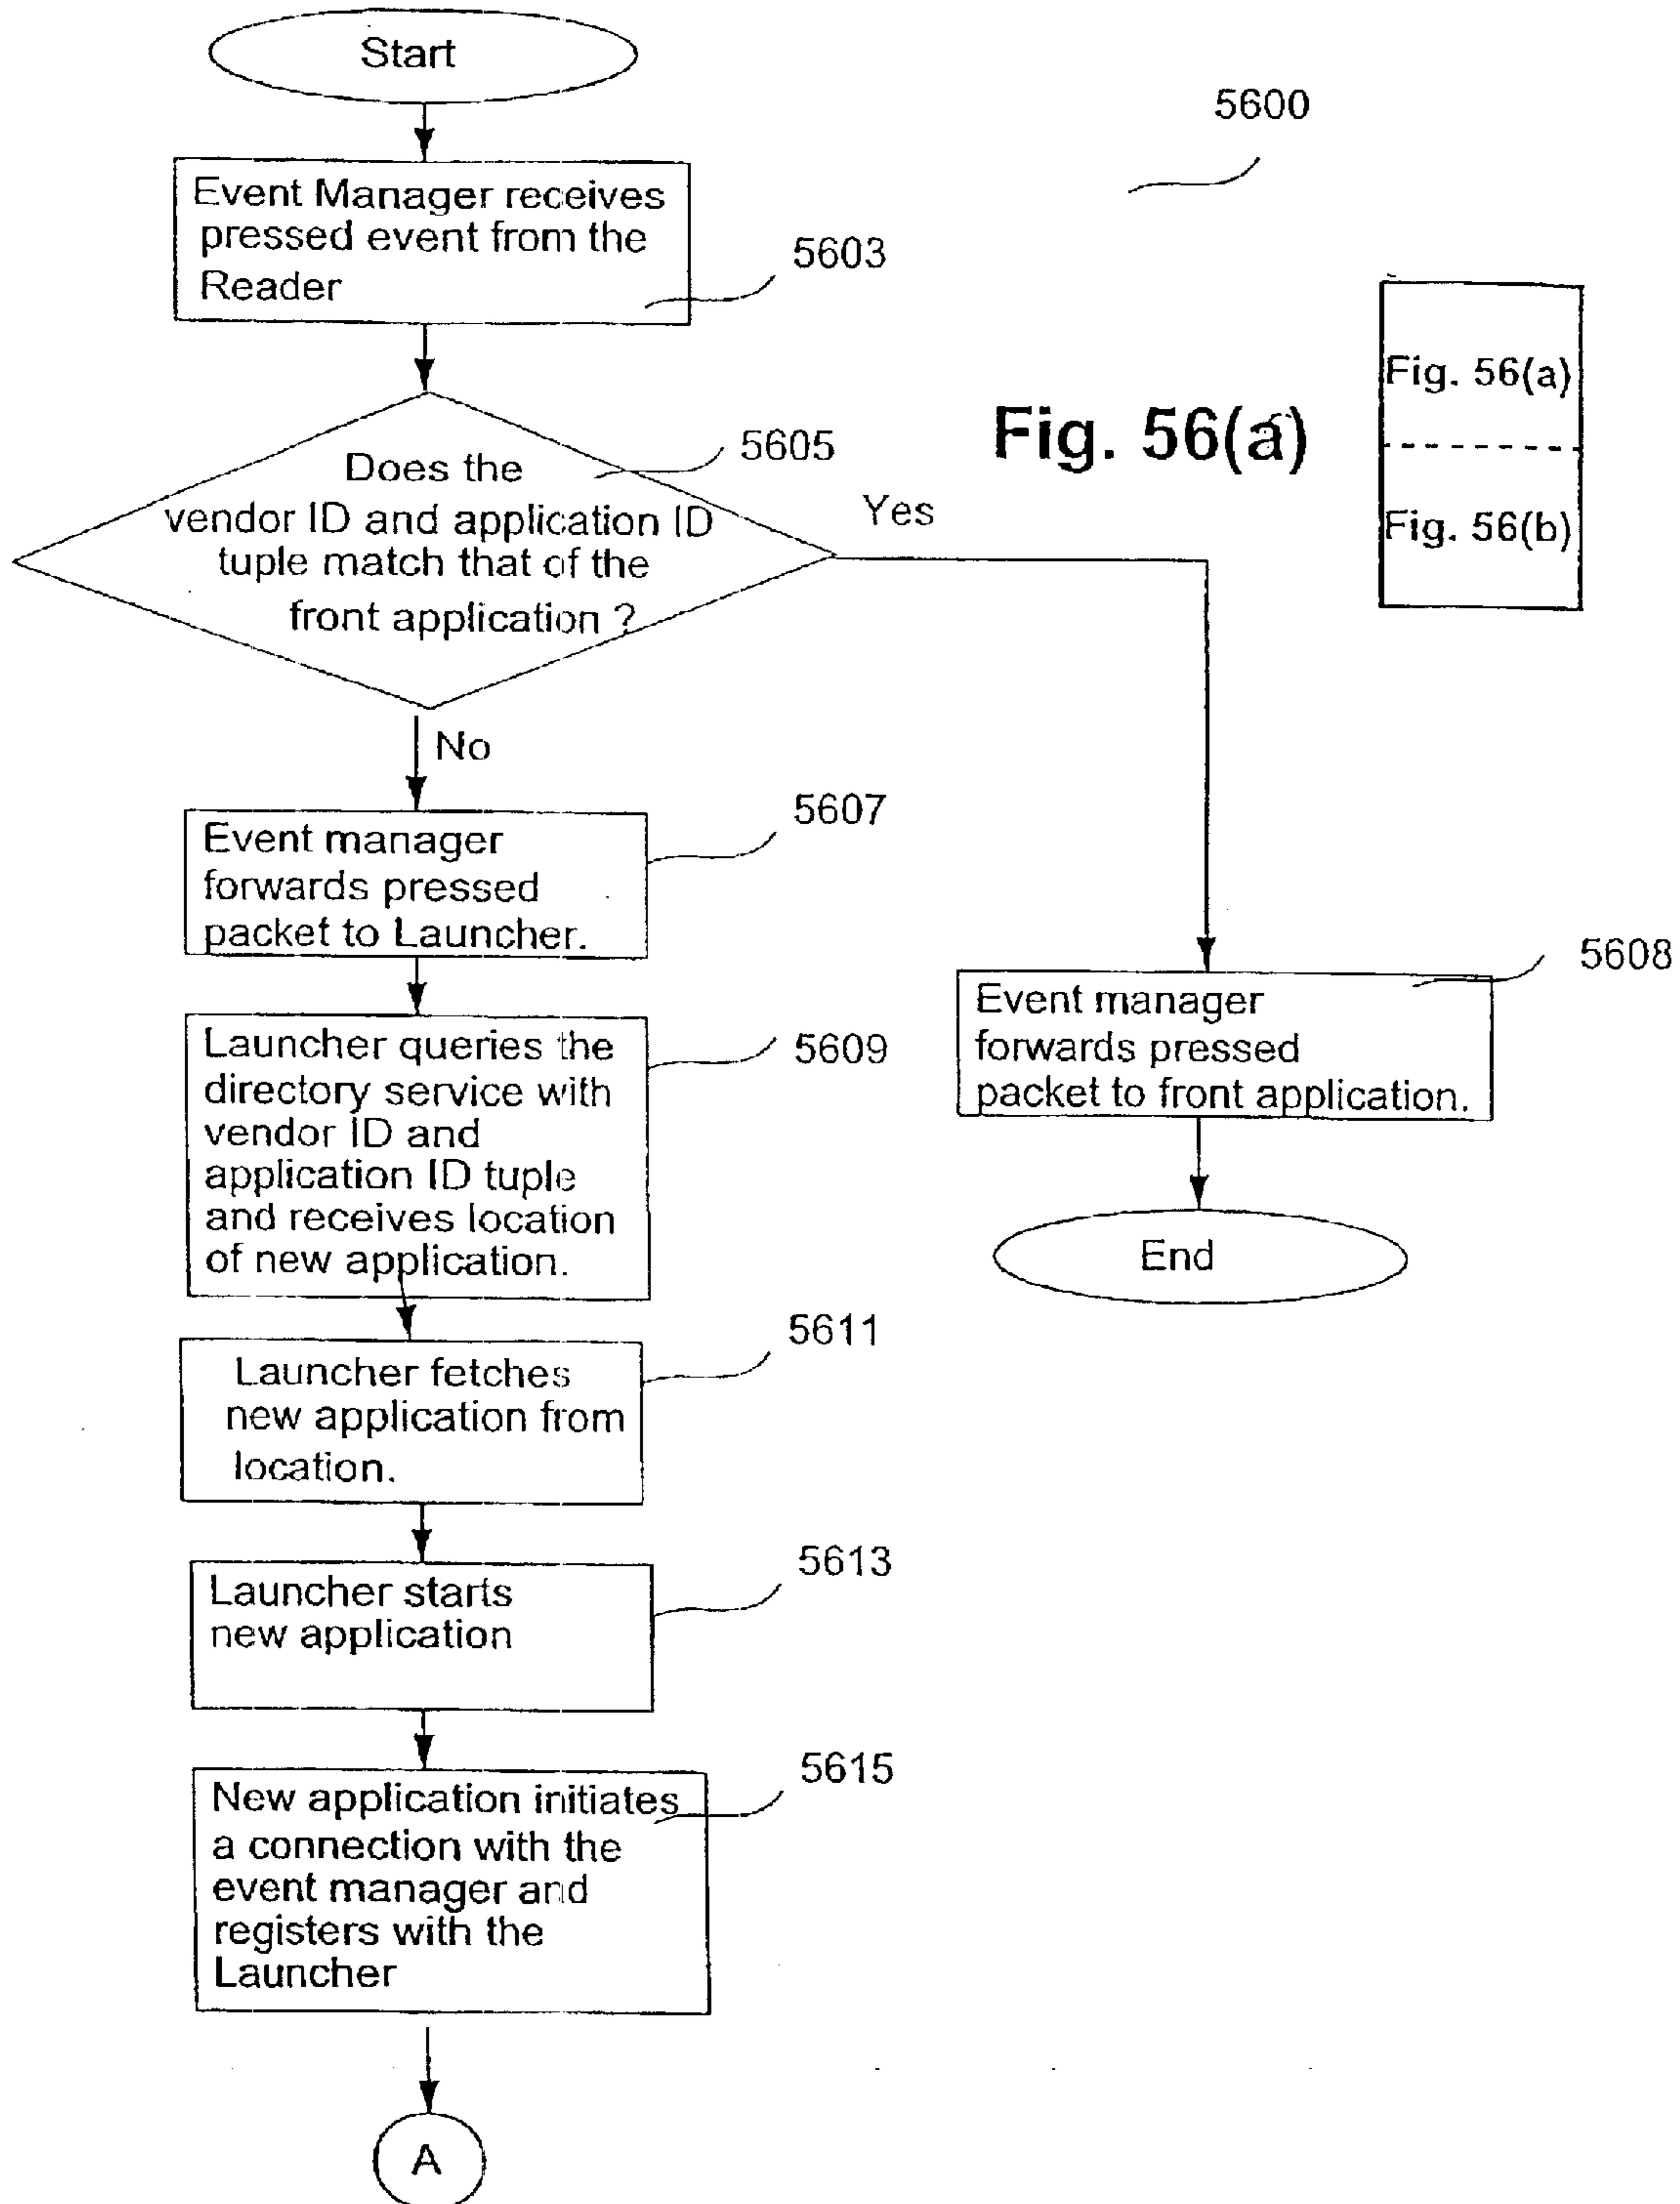 Start
5600
Event Manager receives
pressed event from the
Reader
5603
Fig. 56(a)
Fig. 56(a)
Fig. 56(b)
5605
Does the
vendor ID and application ID
tuple match that of the
front application ?
Yes
No
5607
Event manager
forwards pressed
packet to Launcher.
5608
Event manager
forwards pressed
packet to front application.
End
5609
Launcher queries the
directory service with
vendor ID and
application ID tuple
and receives location
of new application.
5611
Launcher fetches
new application from
location.
5613
Launcher starts
new application
5615
New application initiates
a connection with the
event manager and
registers with the
Launcher
A